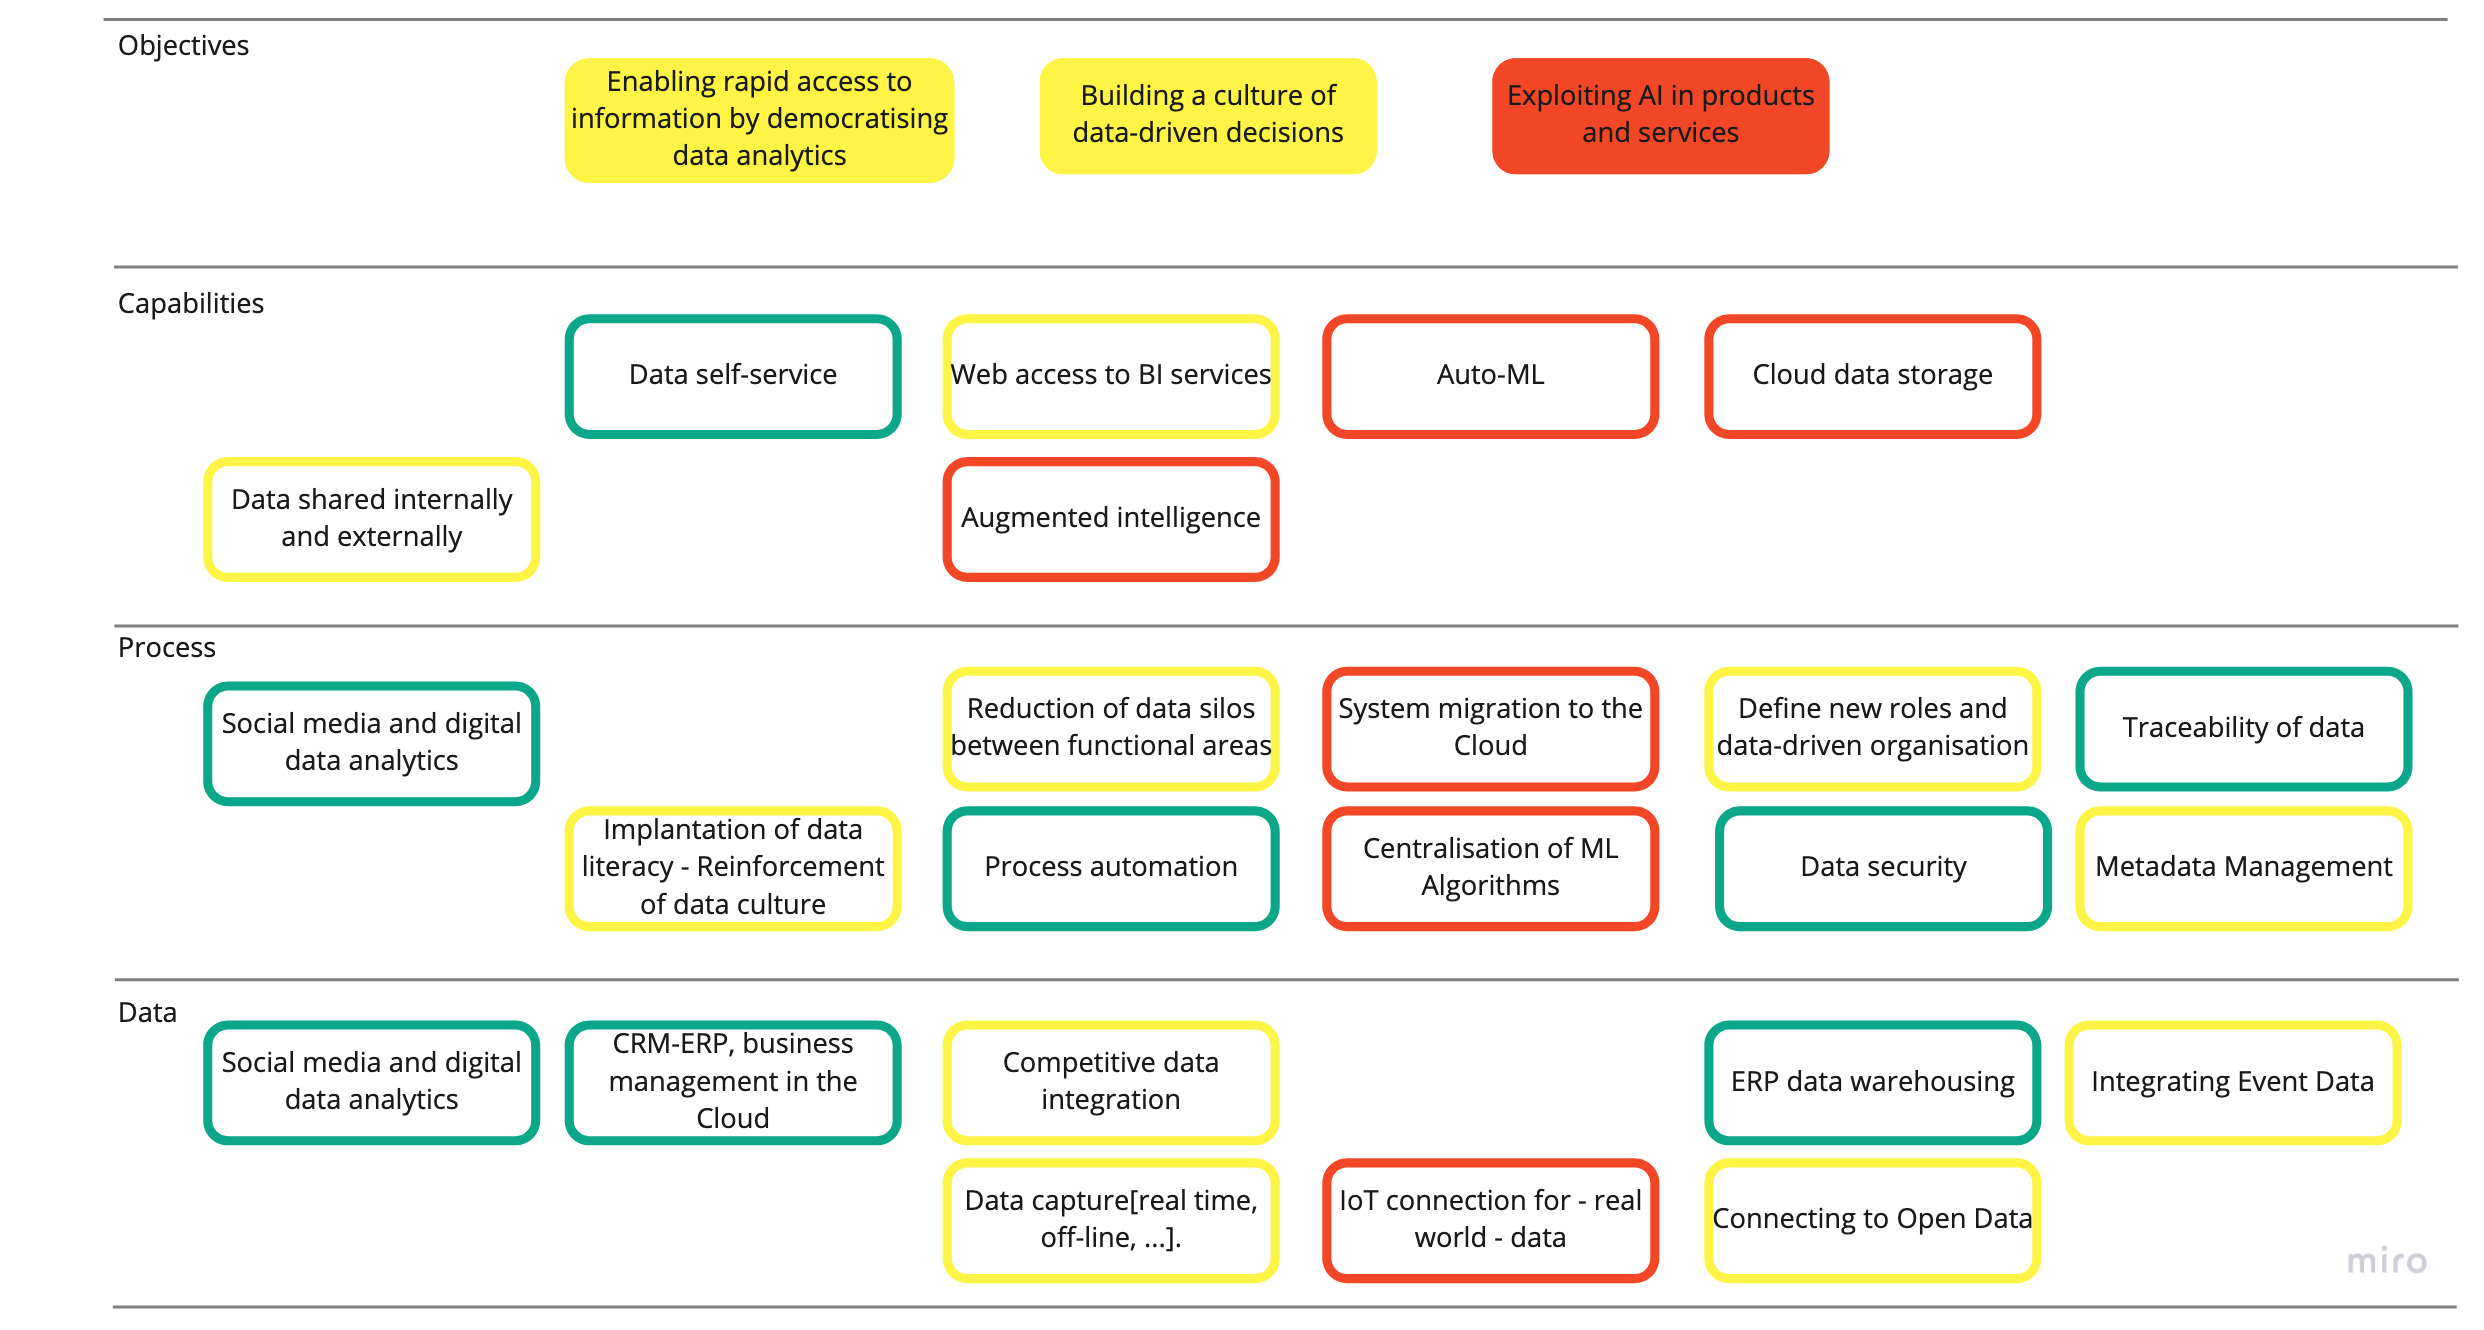 Objectives
Enabling rapid access to
information by democratising
data analytics
Building a culture of
data-driven decisions
Exploiting AI in products
and services
Capabilities
Data self-service
Web access to BI services
Auto-ML
Cloud data storage
Data shared internally
and externally
Augmented intelligence
Process
Social media and digital
data analytics
Reduction of data silos
between functional areas
System migration to the
Cloud
Define new roles and
data-driven organisation
Traceability of data
Implantation of data
literacy - Reinforcement
of data culture
Process automation
Centralisation of ML
Algorithms
Data security
Metadata Management
Data
Social media and digital
data analytics
CRM-ERP, business
management in the
Cloud
Competitive data
integration
ERP data warehousing
Integrating Event Data
Data capture[real time,
off-line, ...].
IoT connection for - real
world - data
Connecting to Open Data
miro